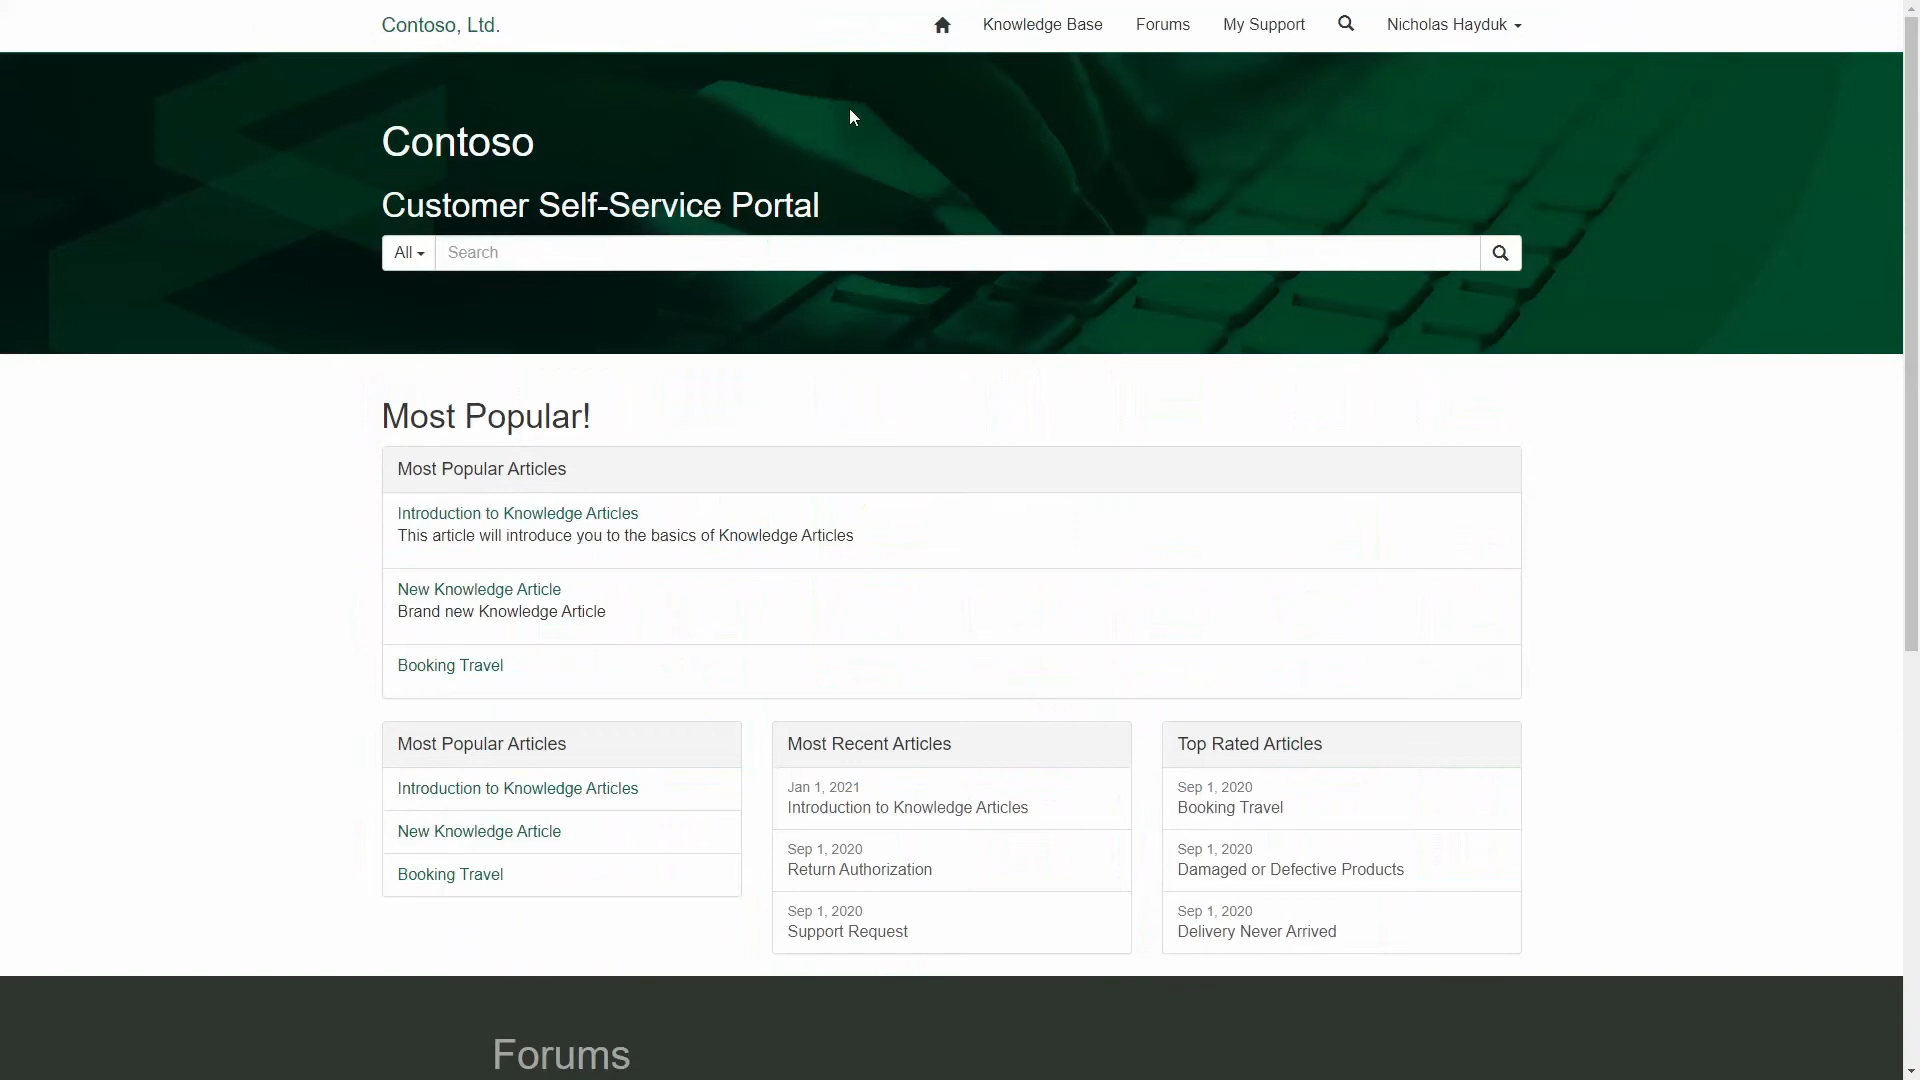 Contoso, Ltd.
Knowledge Base
Forums
My Support
Nicholas Hayduk
Contoso
Customer Self-Service Portal
All
Search
Most Popular!
Most Popular Articles
Introduction to Knowledge Articles
This article will introduce you to the basics of Knowledge Articles
New Knowledge Article
Brand new Knowledge Article
Booking Travel
Most Popular Articles
Introduction to Knowledge Articles
New Knowledge Article
Booking Travel
Most Recent Articles
Jan 1, 2021
Introduction to Knowledge Articles
Sep 1, 2020
Return Authorization
Sep 1, 2020
Support Request
Top Rated Articles
Sep 1, 2020
Booking Travel
Sep 1, 2020
Damaged or Defective Products
Sep 1, 2020
Delivery Never Arrived
Forums